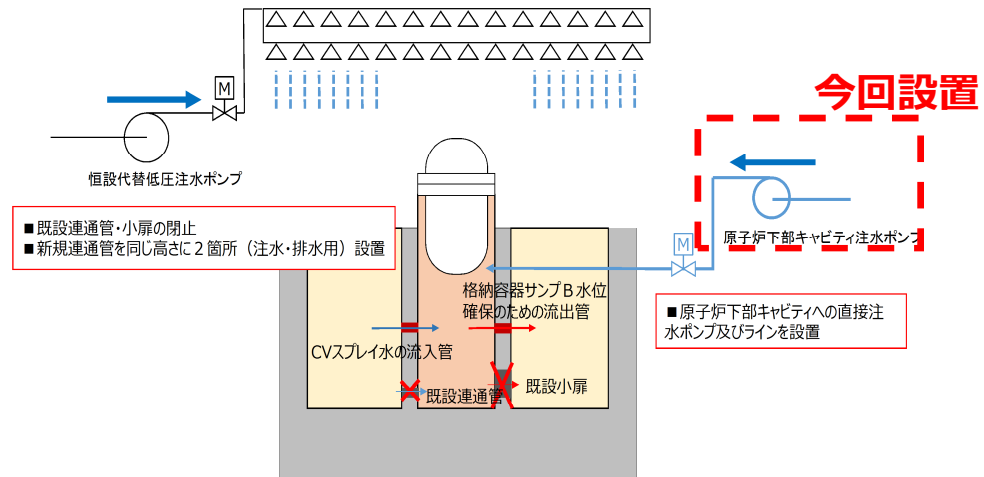 今回設置
M
恒設代替低圧注水ポンプ
■既設連通管・小扉の閉止
■新規連通管を同じ高さに２箇所（注水・排水用）設置
原子炉下部キャビティ注水ポンプ
M
格納容器サンプＢ水位
確保のための流出管
■原子炉下部キャビティへの直接注
水ポンプ及びラインを設置
CVスプレイ水の流入管
既設連通管
既設小扉